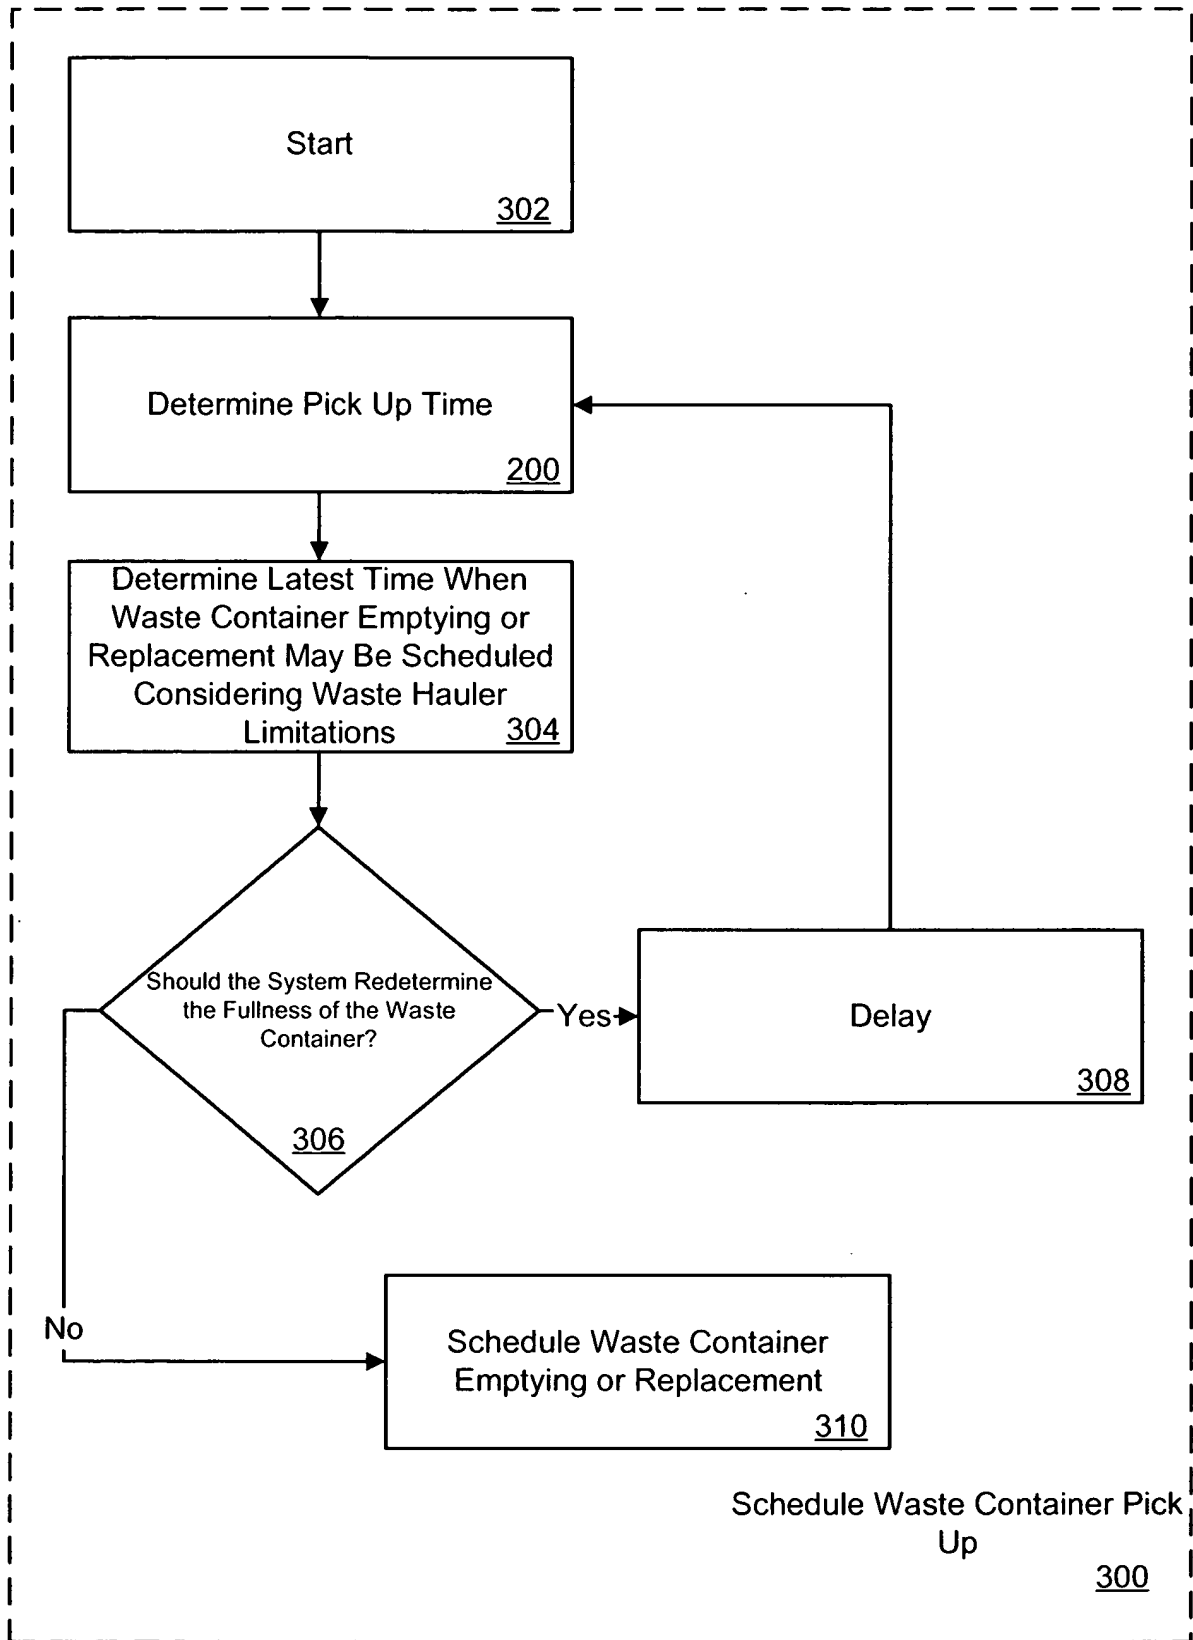 Start
302
Determine Pick Up Time
200
Determine Latest Time When
Waste Container Emptying or
Replacement May Be Scheduled
Considering Waste Hauler
Limitations
304
Should the System Redetermine
the Fullness of the Waste
Container?
306
Yes
Delay
308
No
Schedule Waste Container
Emptying or Replacement
310
Schedule Waste Container Pick
Up
300